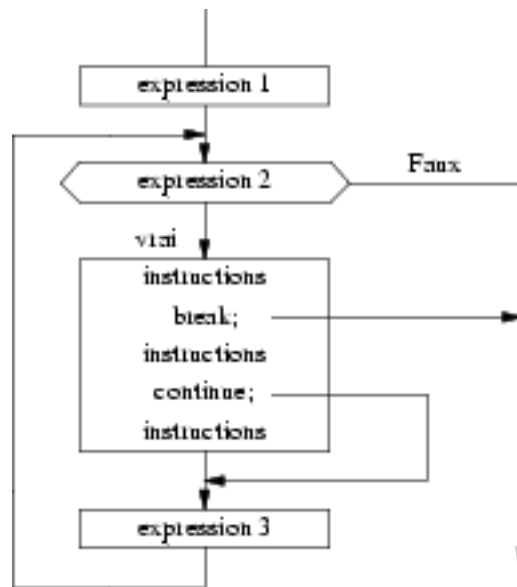 expression 1
expression 2
Faux
vrai
instructions
break;
instructions
continue;
instructions
expression 3